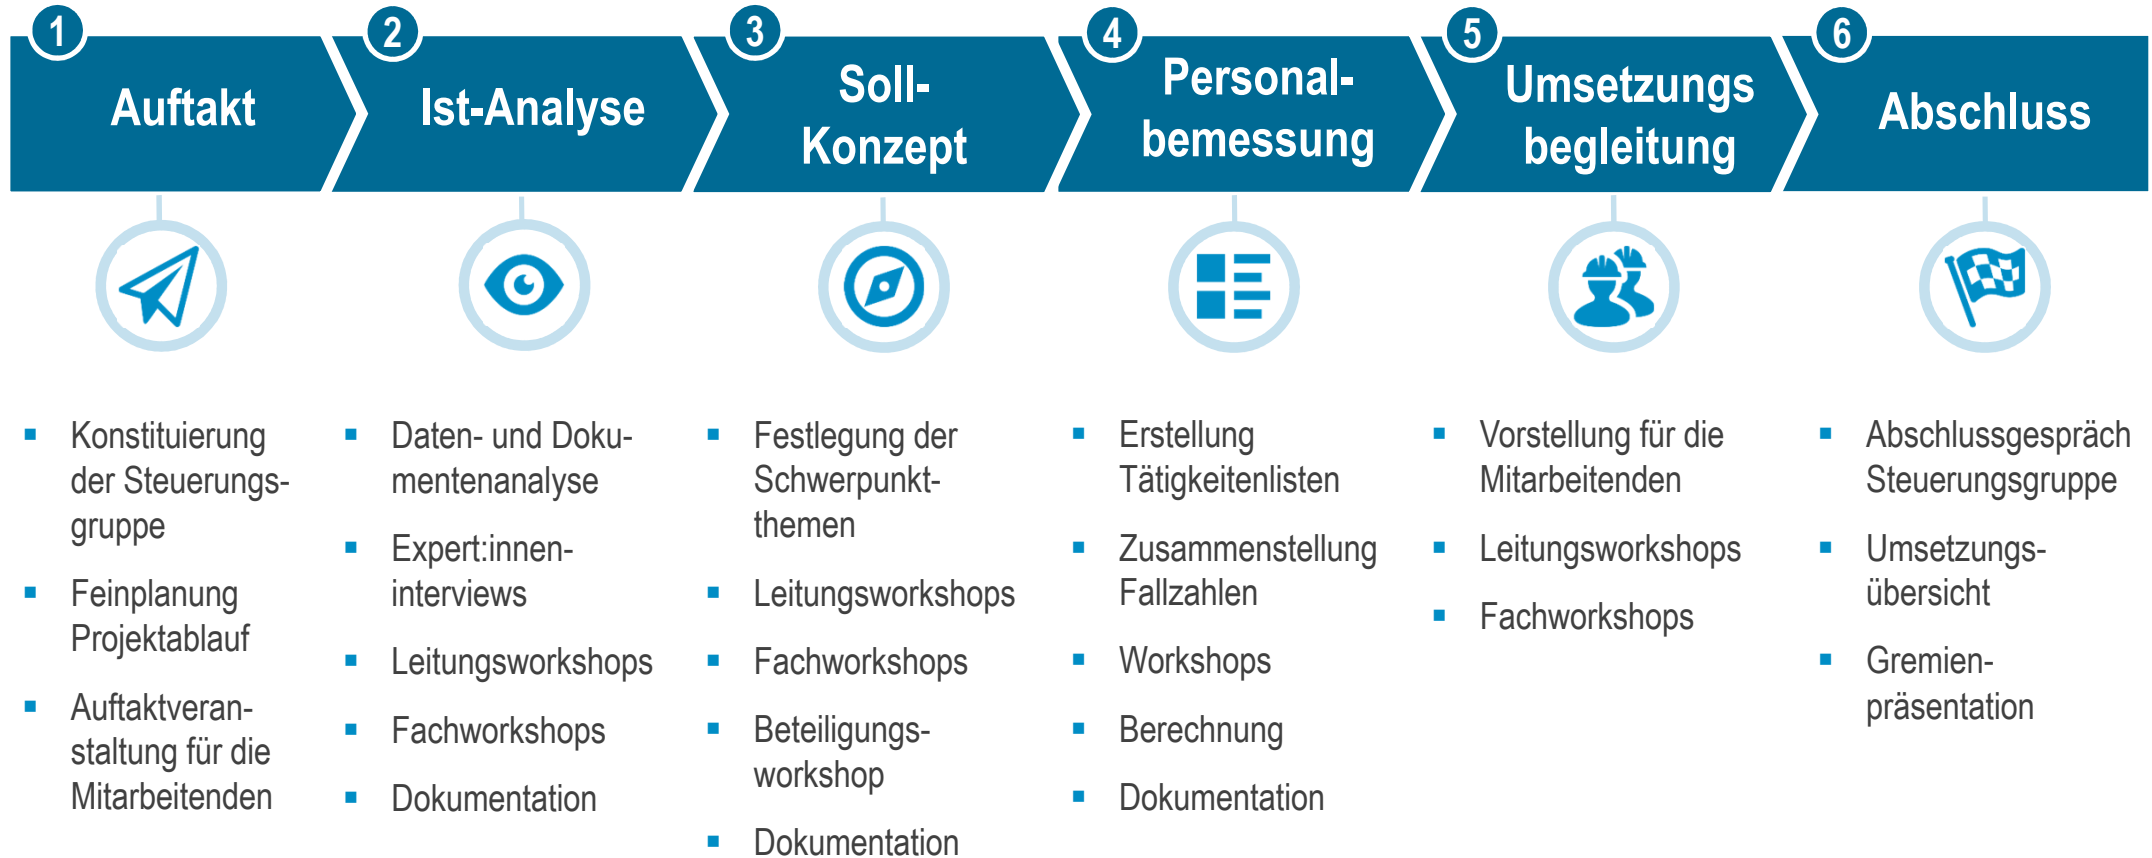 1
Auftakt
2
Ist-Analyse
3
Soll-
Konzept
4
Personal-
bemessung
5
Umsetzungs
begleitung
6
Abschluss
Konstituierung
der Steuerungs-
gruppe
Feinplanung
Projektablauf
Auftaktveran-
staltung für die
Mitarbeitenden
Daten- und Doku-
mentenanalyse
Expert:innen-
interviews
Leitungsworkshops
Fachworkshops
Dokumentation
Festlegung der
Schwerpunkt-
themen
Leitungsworkshops
Fachworkshops
Beteiligungs-
workshop
Dokumentation
Erstellung
Tätigkeitenlisten
Zusammenstellung
Fallzahlen
Workshops
Berechnung
Dokumentation
Vorstellung für die
Mitarbeitenden
Leitungsworkshops
Fachworkshops
Abschlussgespräch
Steuerungsgruppe
Umsetzungs-
übersicht
Gremien-
präsentation